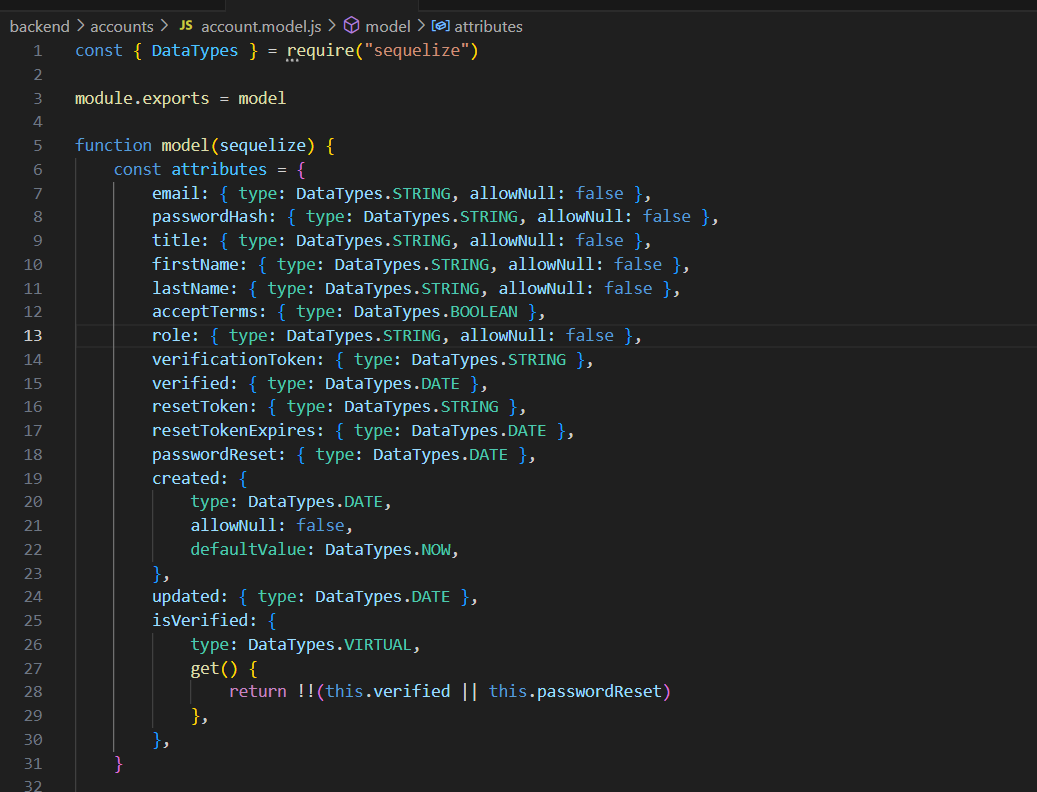 backend > accounts > JS account.model.js > model > attributes
1 const { DataTypes } = require("sequelize")
2
3 module.exports = model
4
5 function model(sequelize) {
6     const attributes = {
7         email: { type: DataTypes.STRING, allowNull: false },
8         passwordHash: { type: DataTypes.STRING, allowNull: false },
9         title: { type: DataTypes.STRING, allowNull: false },
10         firstName: { type: DataTypes.STRING, allowNull: false },
11         lastName: { type: DataTypes.STRING, allowNull: false },
12         acceptTerms: { type: DataTypes.BOOLEAN },
13         role: { type: DataTypes.STRING, allowNull: false },
14         verificationToken: { type: DataTypes.STRING },
15         verified: { type: DataTypes.DATE },
16         resetToken: { type: DataTypes.STRING },
17         resetTokenExpires: { type: DataTypes.DATE },
18         passwordReset: { type: DataTypes.DATE },
19         created: {
20             type: DataTypes.DATE,
21             allowNull: false,
22             defaultValue: DataTypes.NOW,
23         },
24         updated: { type: DataTypes.DATE },
25         isVerified: {
26             type: DataTypes.VIRTUAL,
27             get() {
28                 return !!(this.verified || this.passwordReset)
29             },
30         },
31     }
32